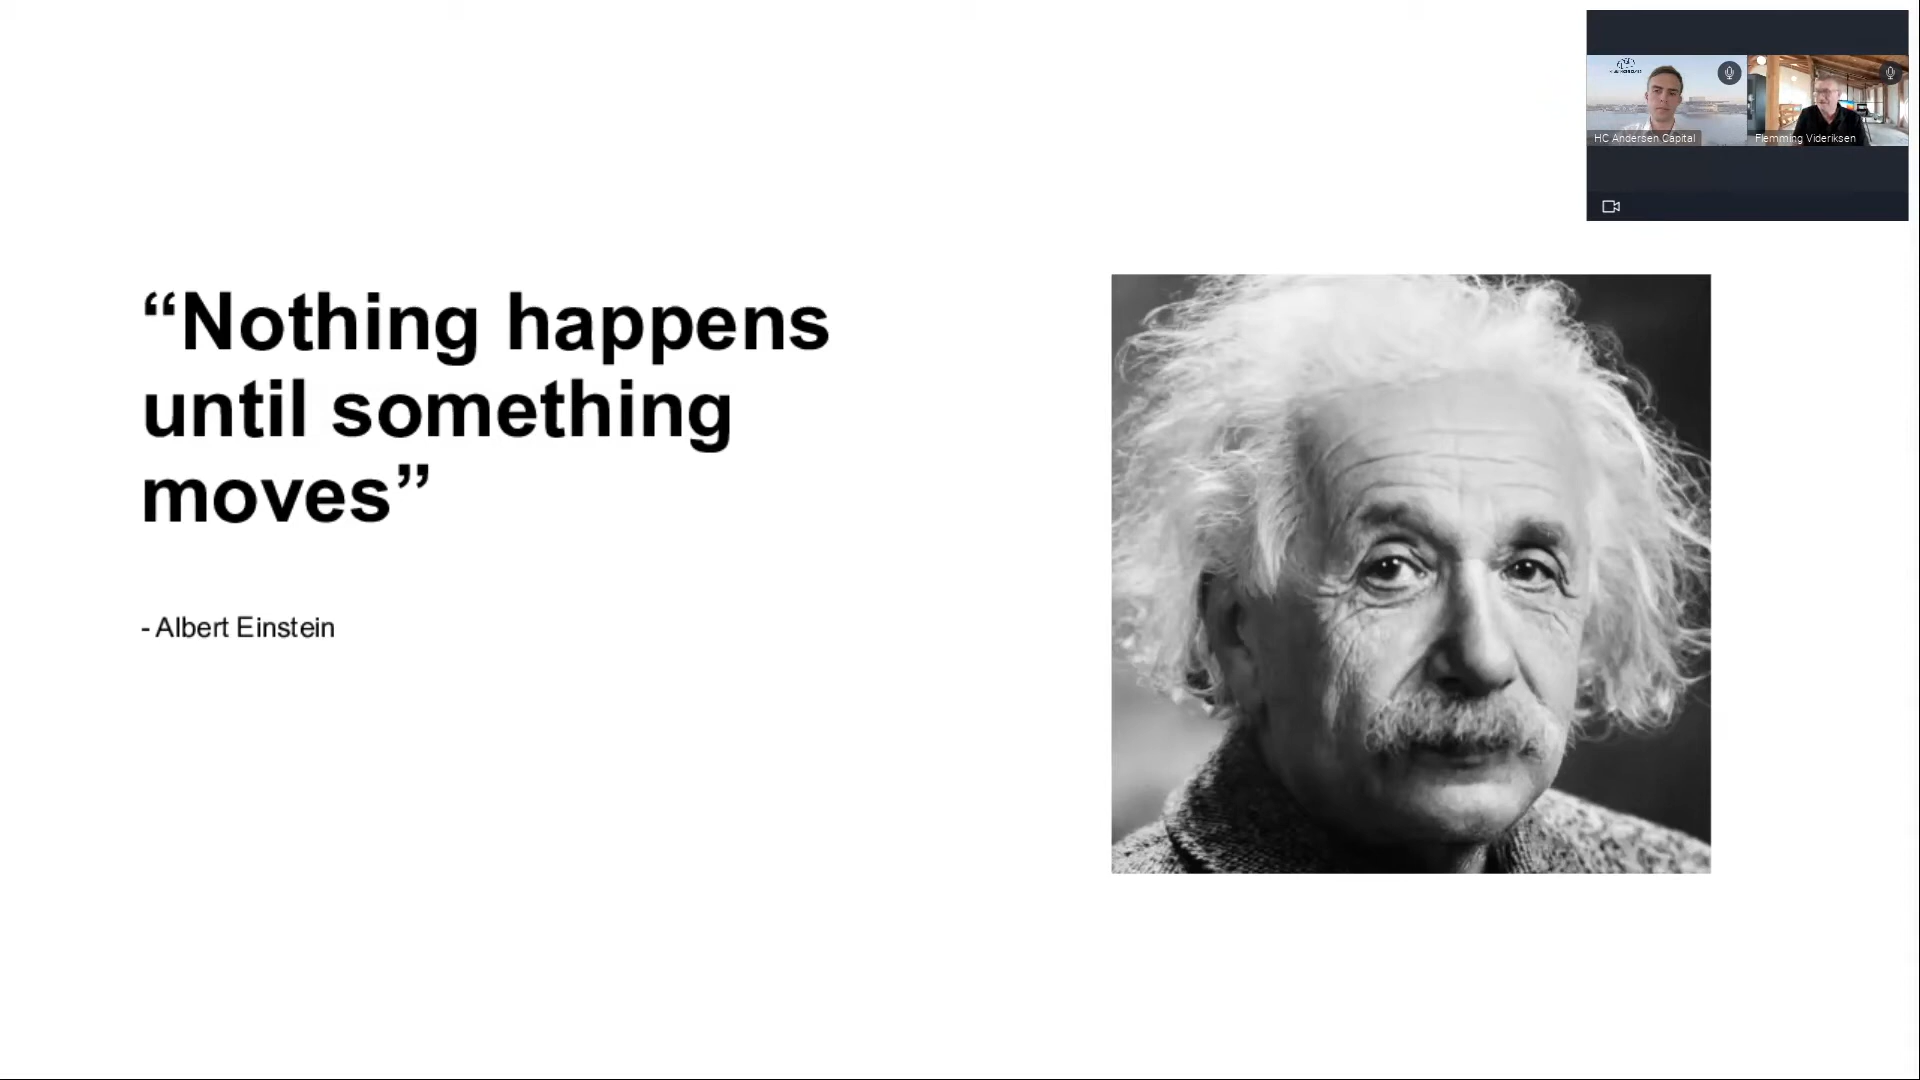 HC Andersen Capital
Flemming Videriksen
“Nothing happens
until something
moves”
- Albert Einstein